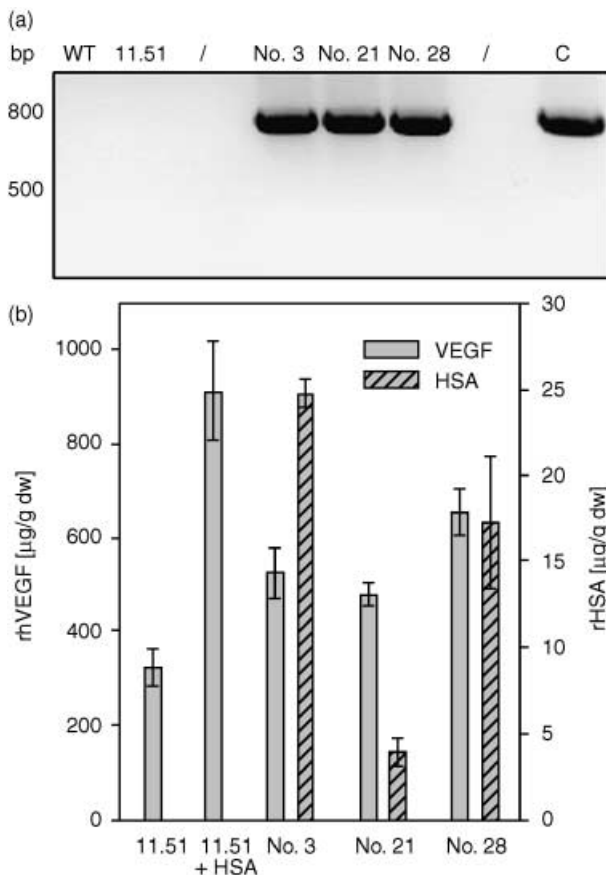 (a)
bp WT 11.51 / No. 3 No. 21 No. 28 / C
800
500
(b)
1000
800
600
400
200
0
rhVEGF [µg/g dw]
VEGF
HSA
30
25
20
15
10
5
0
rHSA [µg/g dw]
11.51 11.51 No. 3 No. 21 No. 28
+ HSA